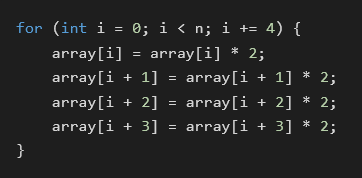 for (int i = 0; i < n; i += 4) {
    array[i] = array[i] * 2;
    array[i + 1] = array[i + 1] * 2;
    array[i + 2] = array[i + 2] * 2;
    array[i + 3] = array[i + 3] * 2;
}